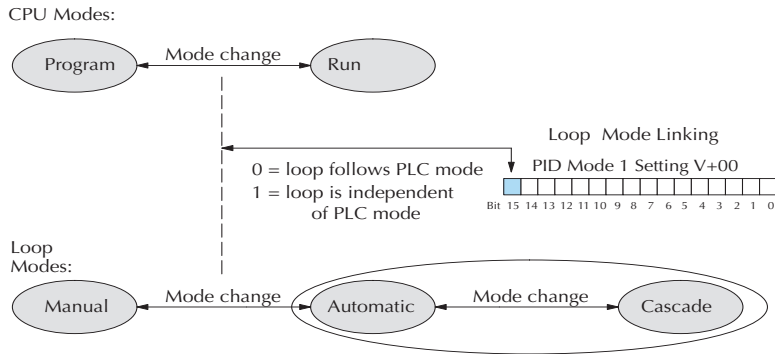 CPU Modes:
Program
Mode change
Run
Loop Mode Linking
0 = loop follows PLC mode
1 = loop is independent
of PLC mode
PID Mode 1 Setting V+00
Bit 15 14 13 12 11 10 9 8 7 6 5 4 3 2 1 0
Loop
Modes:
Manual
Mode change
Automatic
Mode change
Cascade